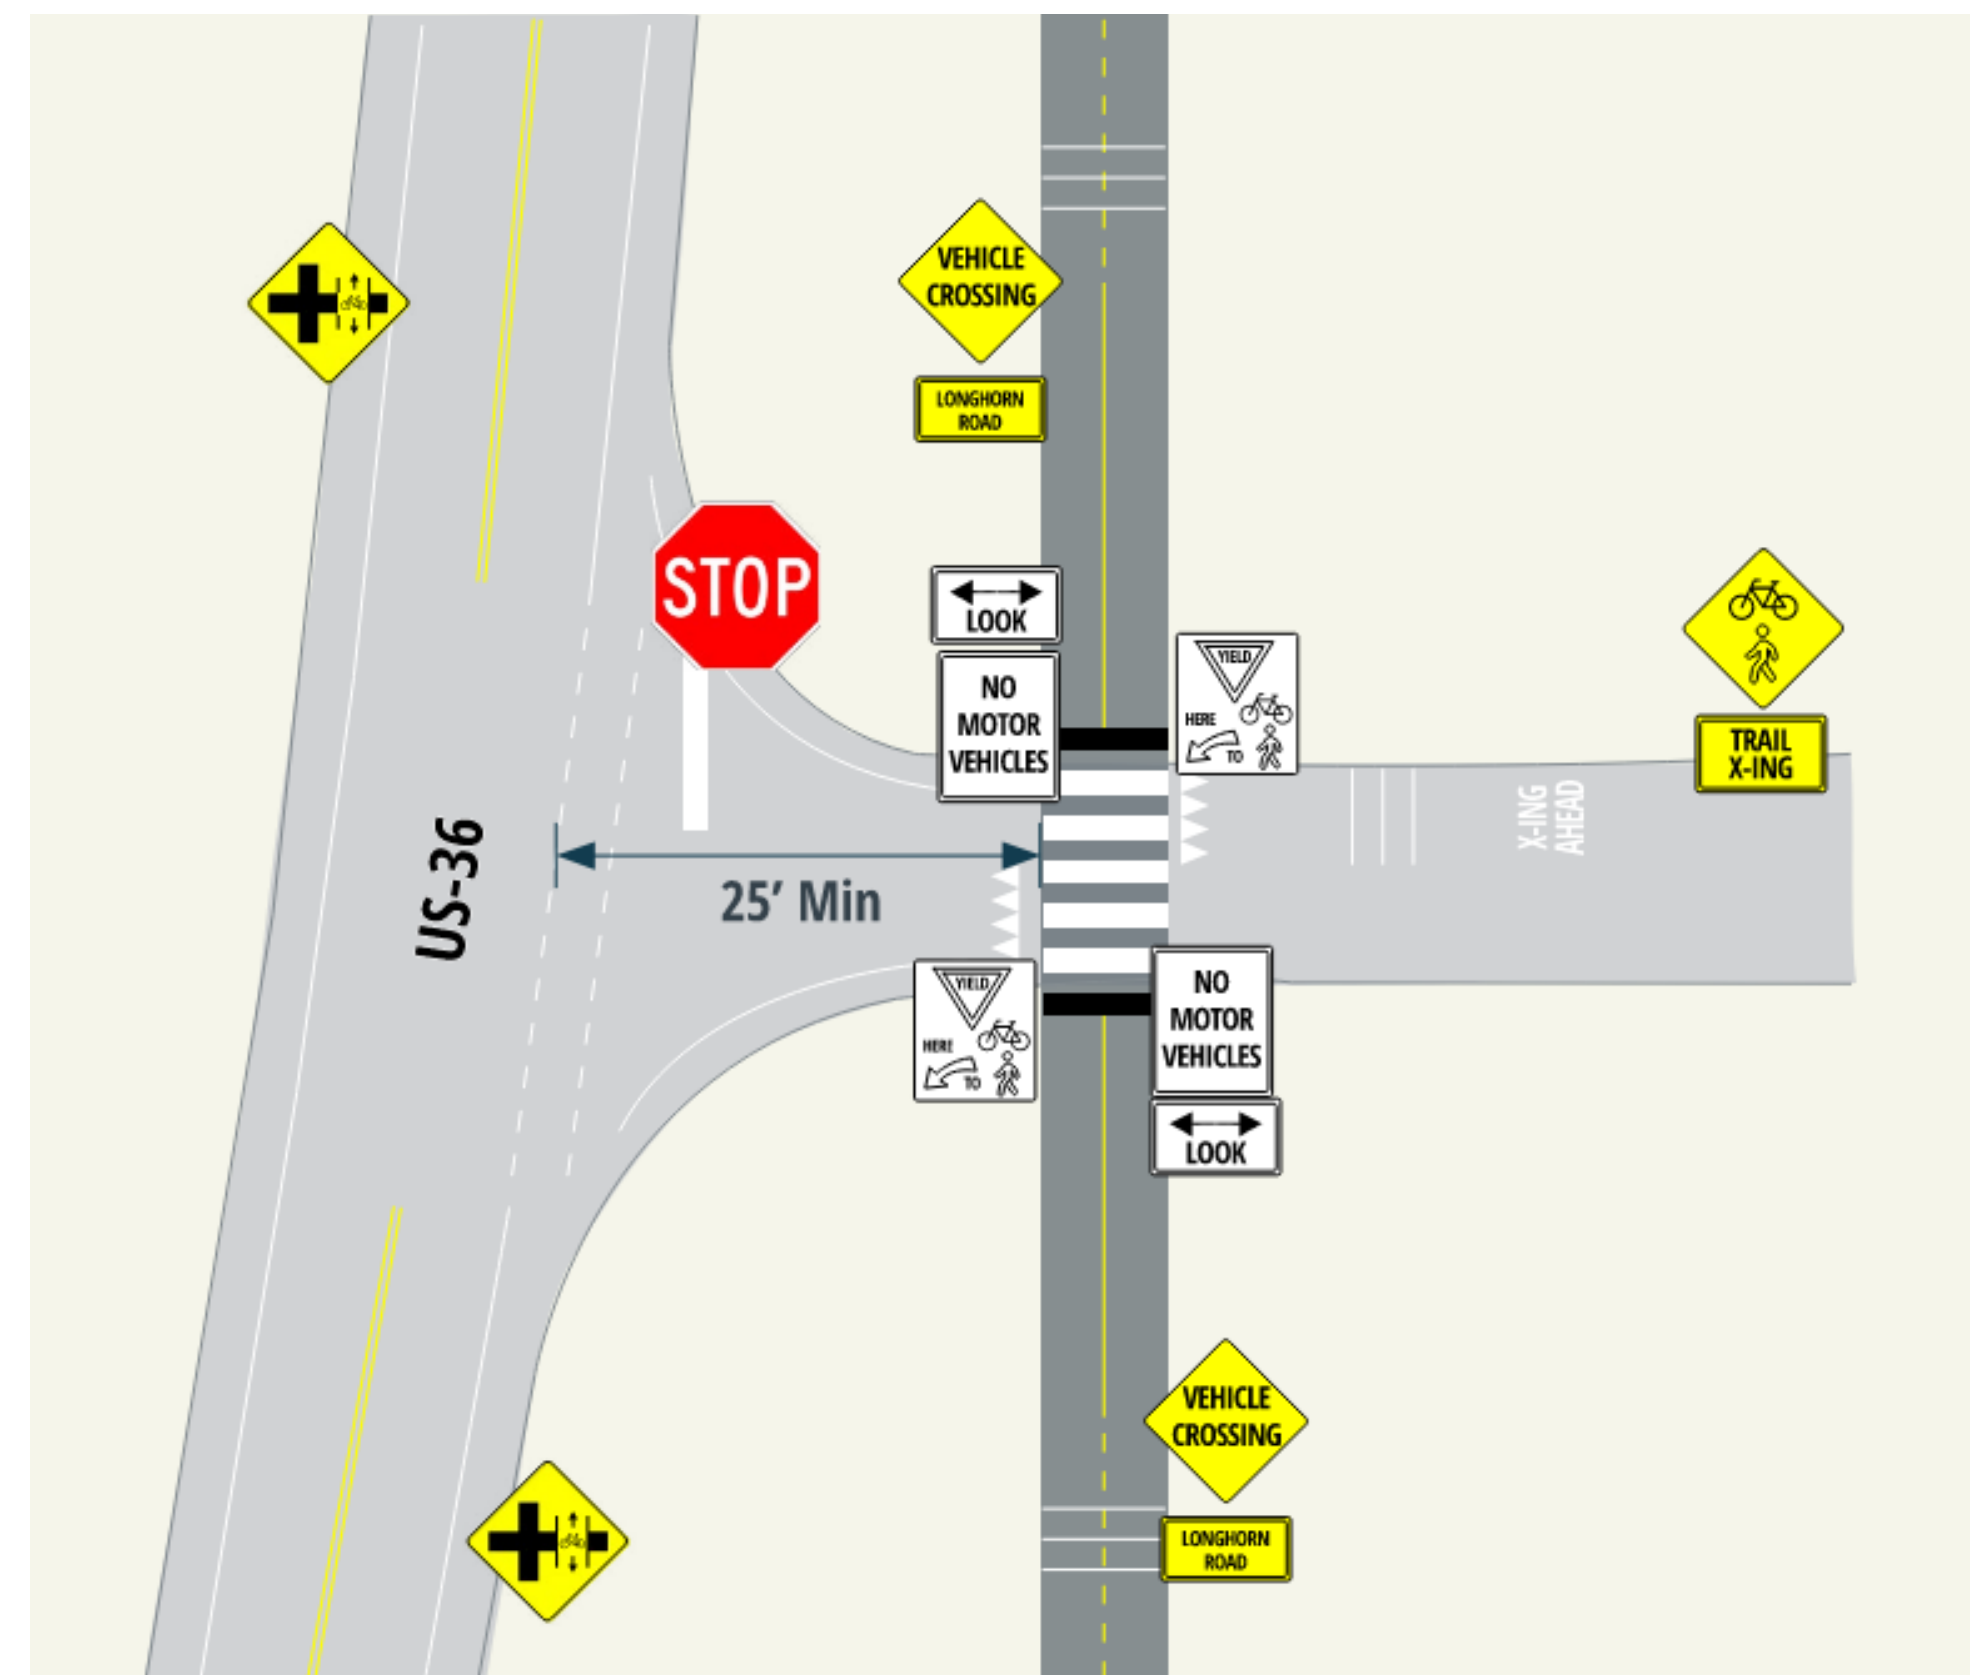 VEHICLE
CROSSING
LONGHORN
ROAD
STOP
LOOK
NO
MOTOR
VEHICLES
YIELD
HERE
TO
TRAIL
X-ING
X-ING
AHEAD
US-36
25’ Min
YIELD
HERE
TO
NO
MOTOR
VEHICLES
LOOK
VEHICLE
CROSSING
LONGHORN
ROAD